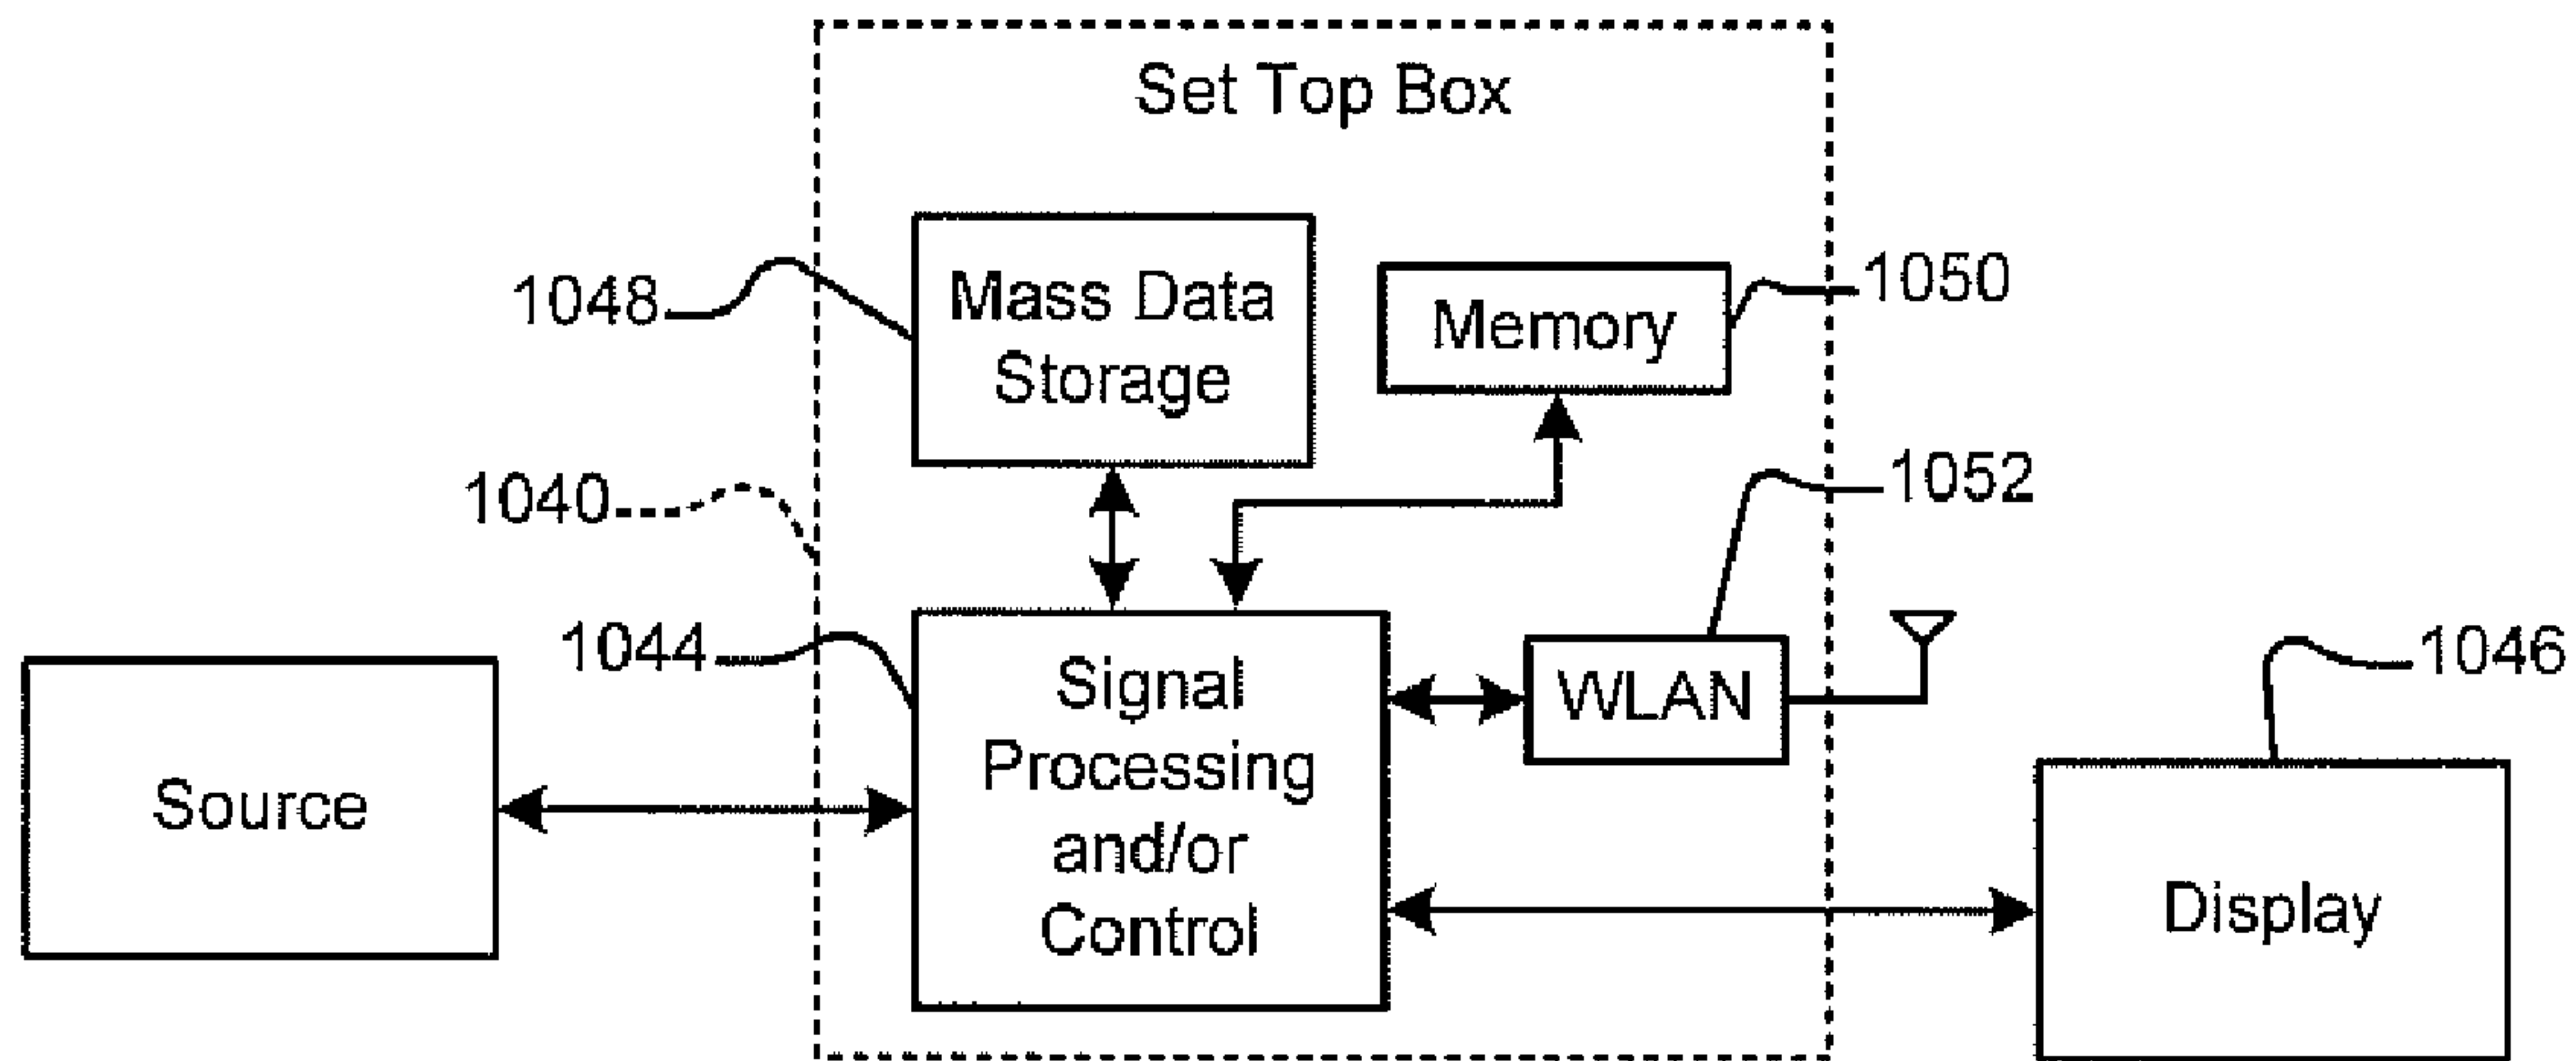 Set Top Box
1048
Mass Data
Storage
Memory
1050
1040
1052
1044
Signal
Processing
and/or
Control
WLAN
1046
Source
Display